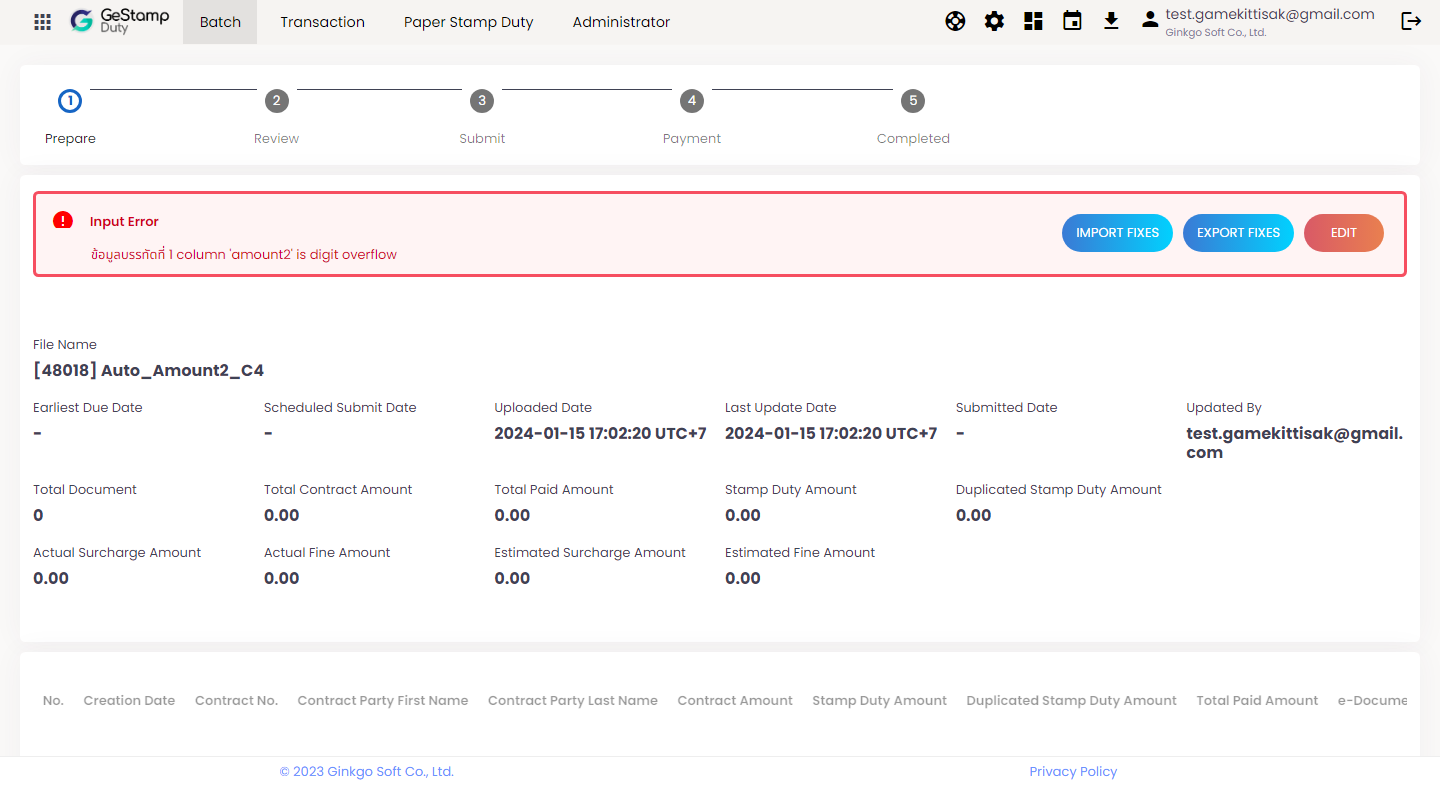 GeStamp
Duty
Batch
Transaction
Paper Stamp Duty
Administrator
test.gamekittisak@gmail.com
Ginkgo Soft Co., Ltd.
1
2
3
4
5
Prepare
Review
Submit
Payment
Completed
Input Error
ข้อมูลบรรทัดที่ 1 column 'amount2' is digit overflow
IMPORT FIXES
EXPORT FIXES
EDIT
File Name
[48018] Auto_Amount2_C4
Earliest Due Date
Scheduled Submit Date
Uploaded Date
Last Update Date
Submitted Date
Updated By
-
-
2024-01-15 17:02:20 UTC+7
2024-01-15 17:02:20 UTC+7
-
test.gamekittisak@gmail.
com
Total Document
Total Contract Amount
Total Paid Amount
Stamp Duty Amount
Duplicated Stamp Duty Amount
0
0.00
0.00
0.00
0.00
Actual Surcharge Amount
Actual Fine Amount
Estimated Surcharge Amount
Estimated Fine Amount
0.00
0.00
0.00
0.00
No.
Creation Date
Contract No.
Contract Party First Name
Contract Party Last Name
Contract Amount
Stamp Duty Amount
Duplicated Stamp Duty Amount
Total Paid Amount
e-Docume
© 2023 Ginkgo Soft Co., Ltd.
Privacy Policy